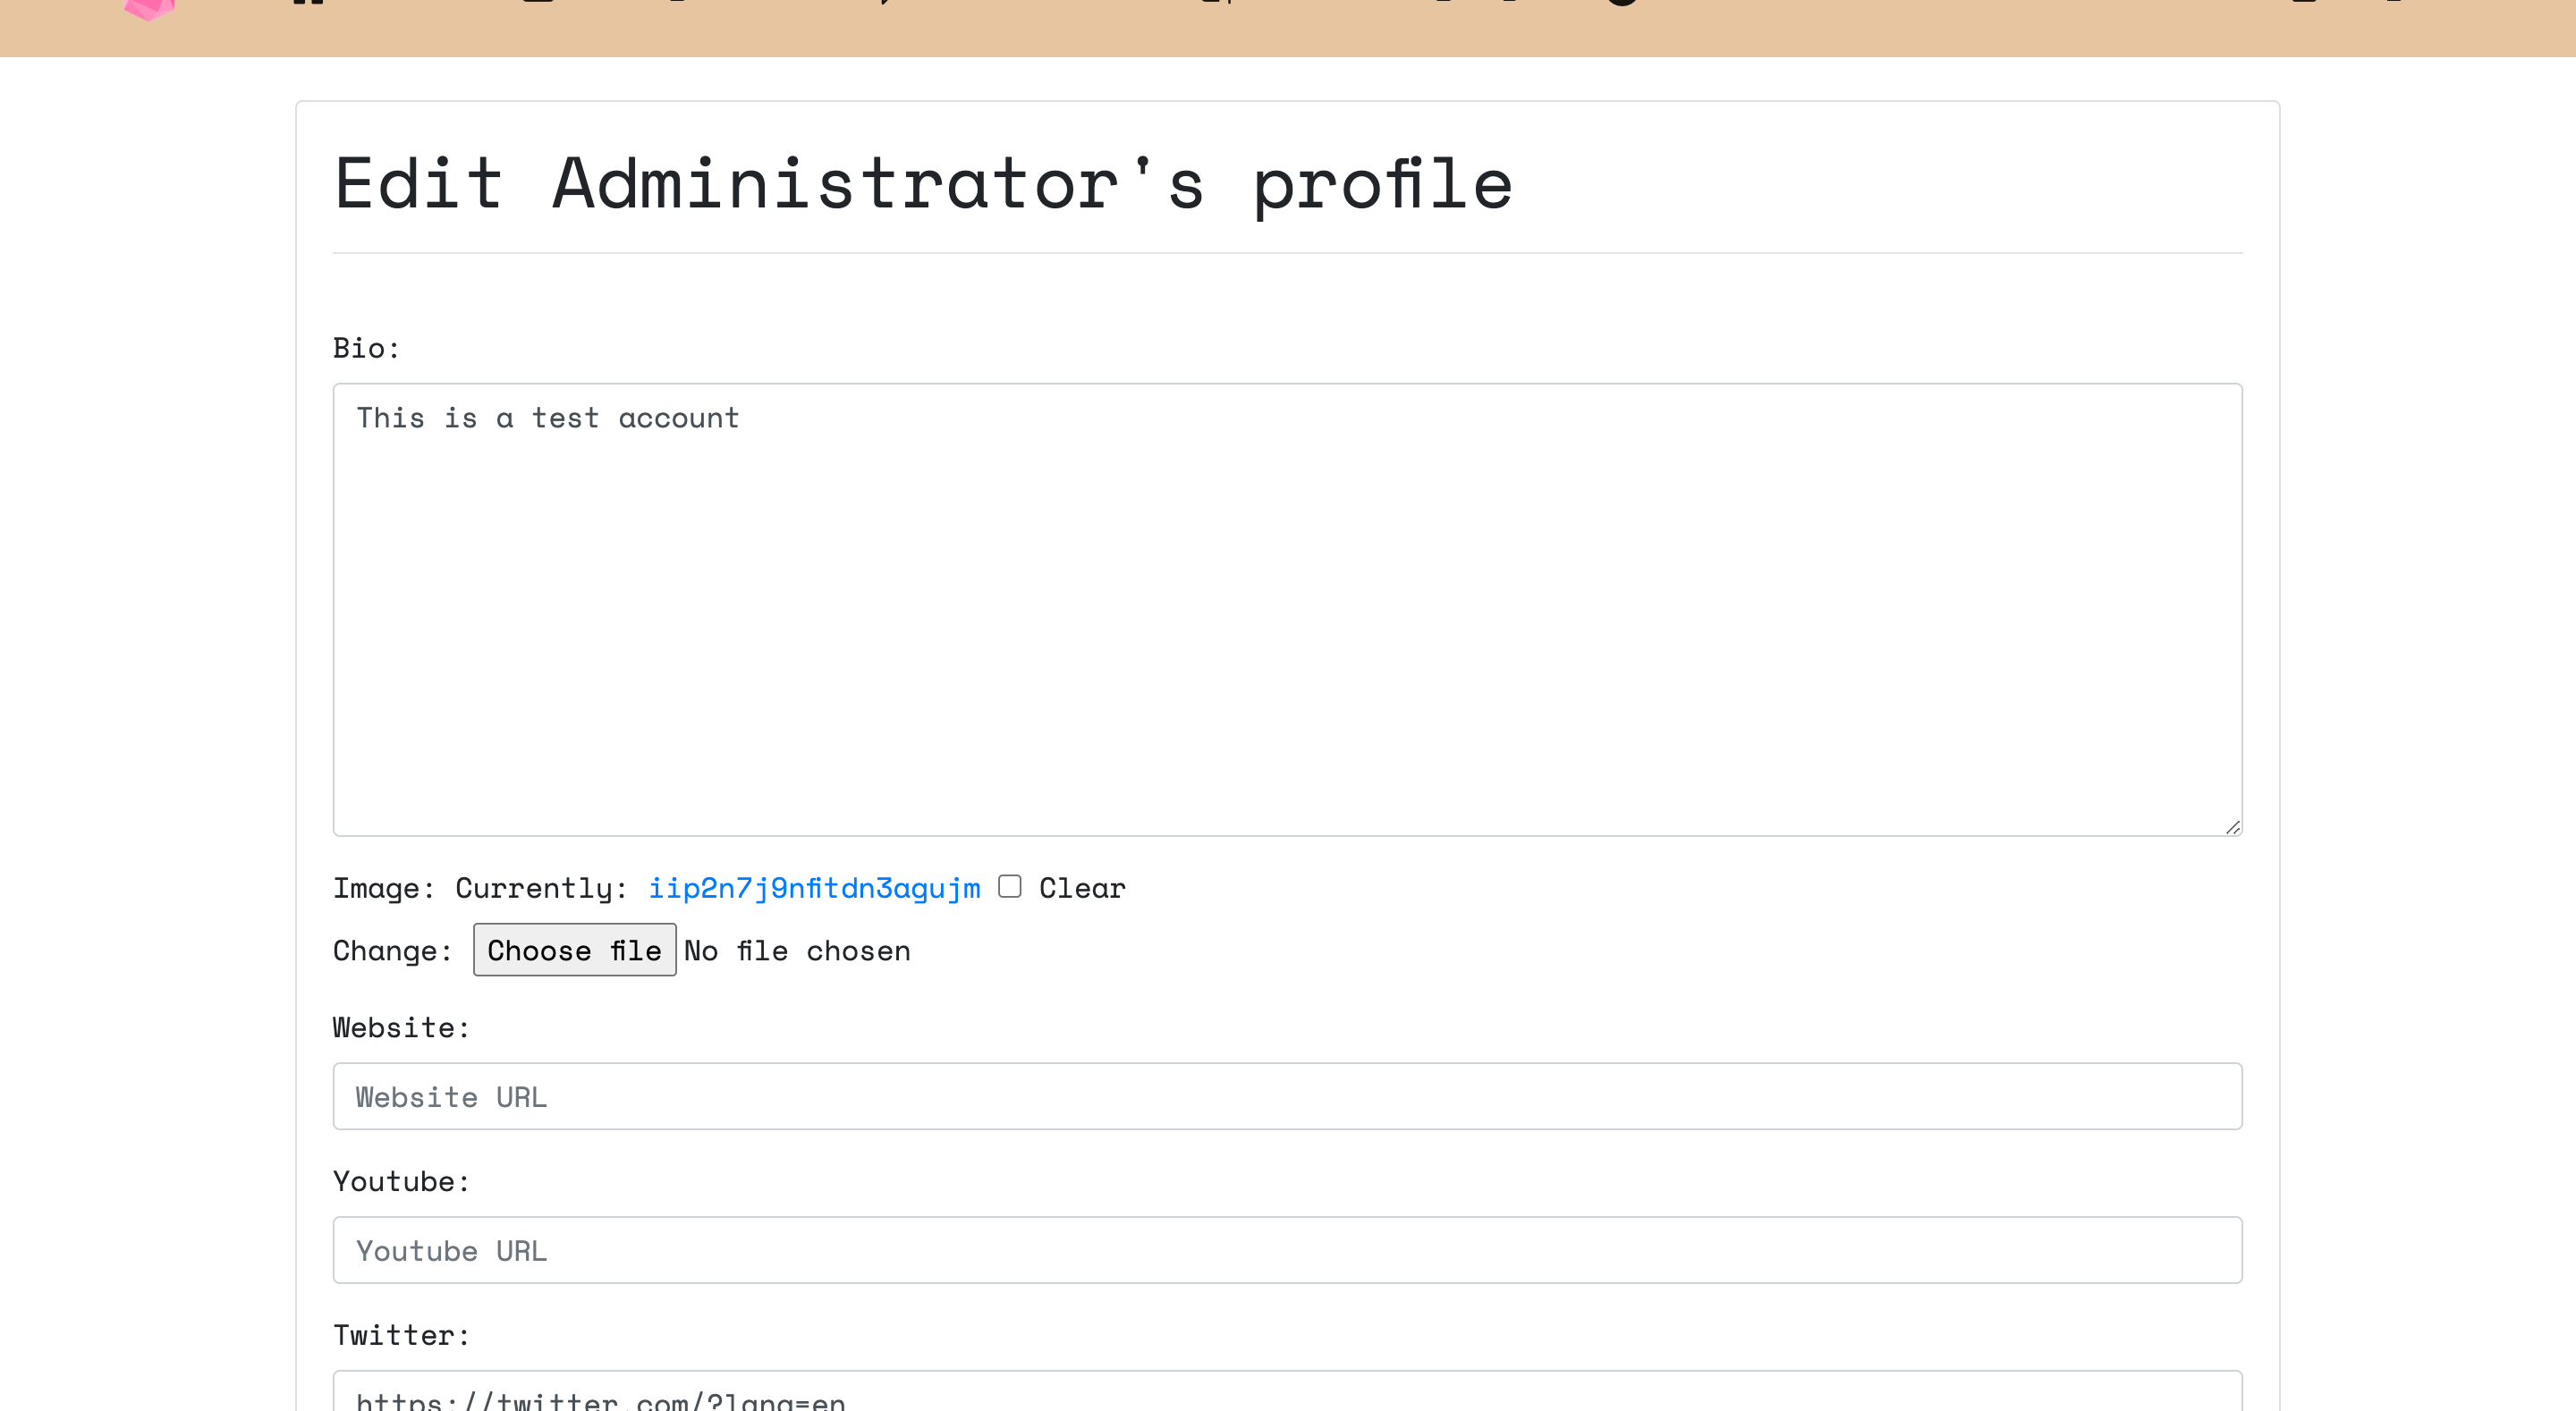 Edit Administrator's profile
Bio:
This is a test account
Image: Currently: iip2n7j9nfitdn3agujm Clear
Change: Choose file No file chosen
Website:
Website URL
Youtube:
Youtube URL
Twitter:
https://twitter.com/?lang=en